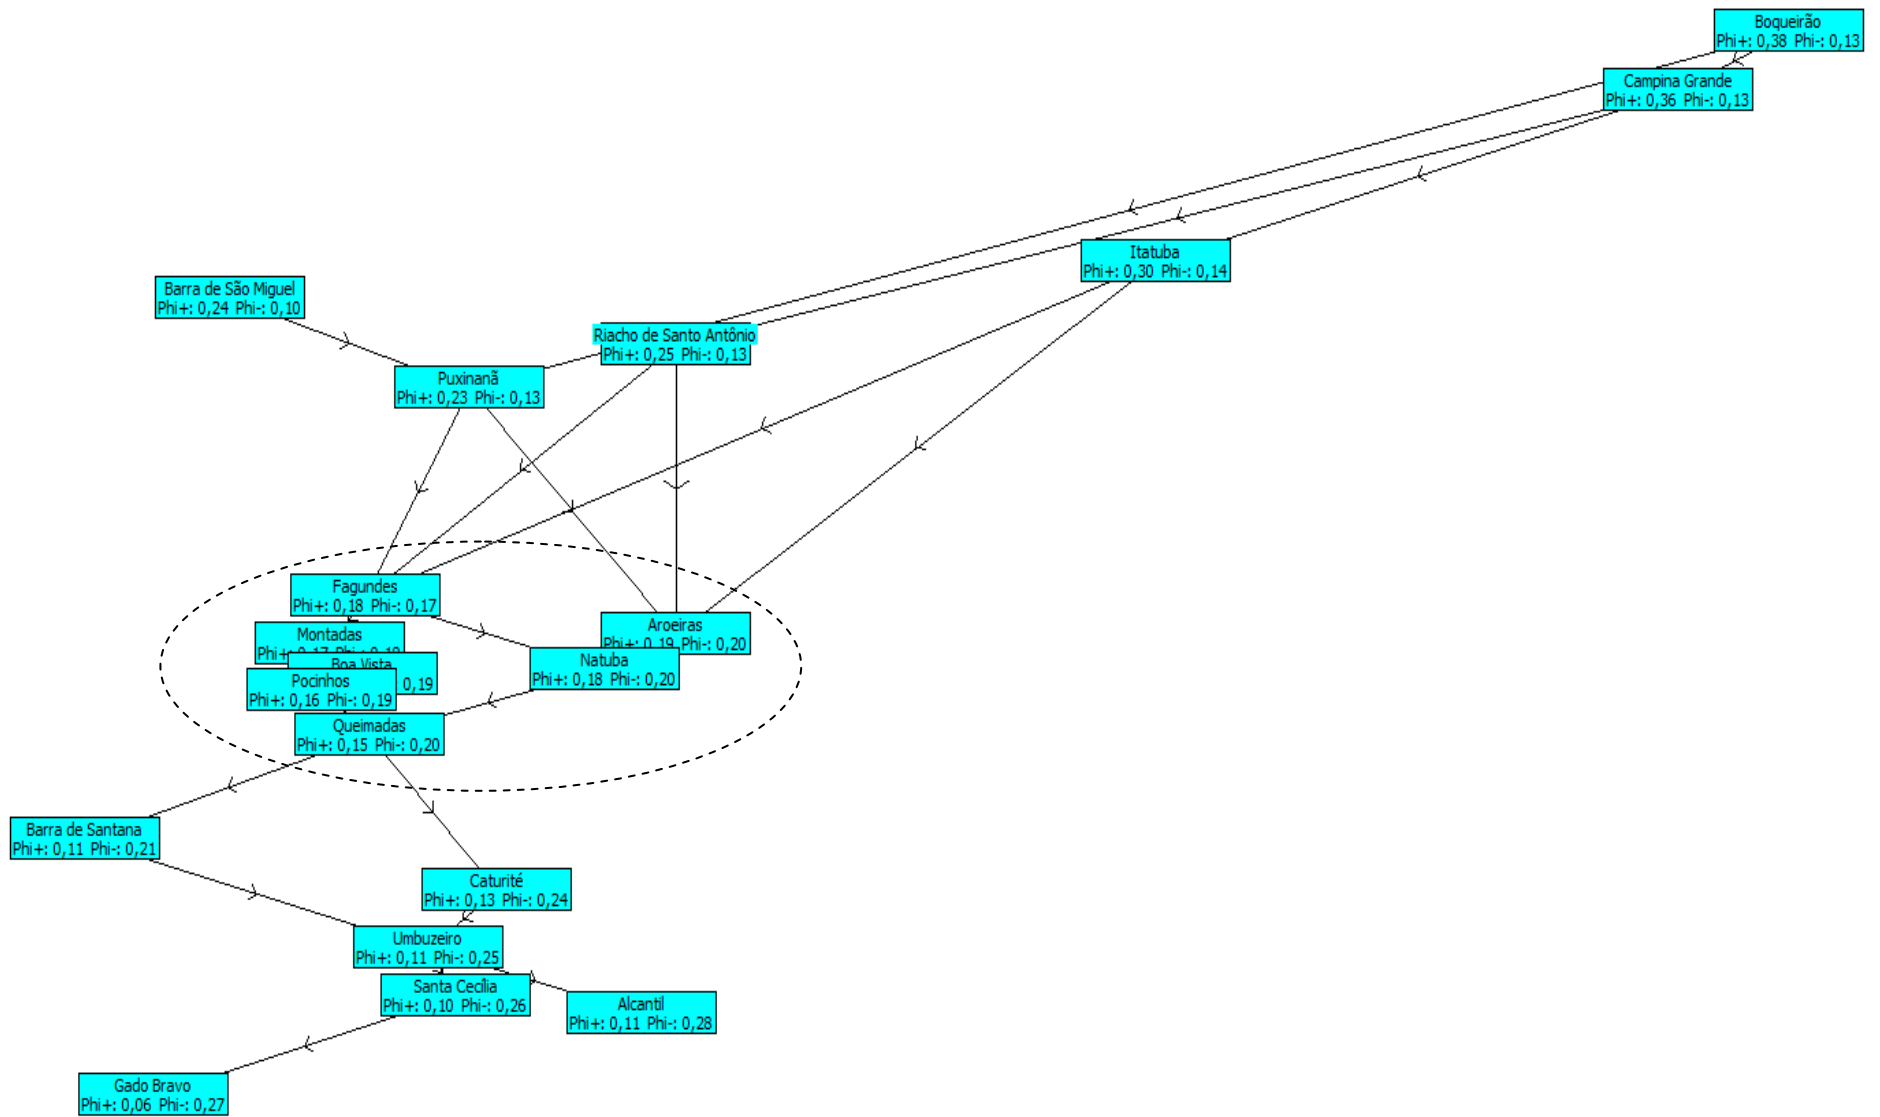 Boqueirão
Phi+: 0,38 Phi-: 0,13
Campina Grande
Phi+: 0,36 Phi-: 0,13
Itatuba
Phi+: 0,30 Phi-: 0,14
Barra de São Miguel
Phi+: 0,24 Phi-: 0,10
Riacho de Santo Antônio
Phi+: 0,25 Phi-: 0,13
Puxinanã
Phi+: 0,23 Phi-: 0,13
Fagundes
Phi+: 0,18 Phi-: 0,17
Aroeiras
Phi+: 0,19 Phi-: 0,20
Montadas
Boa Vista
0,19
Natuba
Phi+: 0,18 Phi-: 0,20
Pocinhos
Phi+: 0,16 Phi-: 0,19
Queimadas
Phi+: 0,15 Phi-: 0,20
Barra de Santana
Phi+: 0,11 Phi-: 0,21
Caturité
Phi+: 0,13 Phi-: 0,24
Umbuzeiro
Phi+: 0,11 Phi-: 0,25
Santa Cecília
Phi+: 0,10 Phi-: 0,26
Alcantil
Phi+: 0,11 Phi-: 0,28
Gado Bravo
Phi+: 0,06 Phi-: 0,27